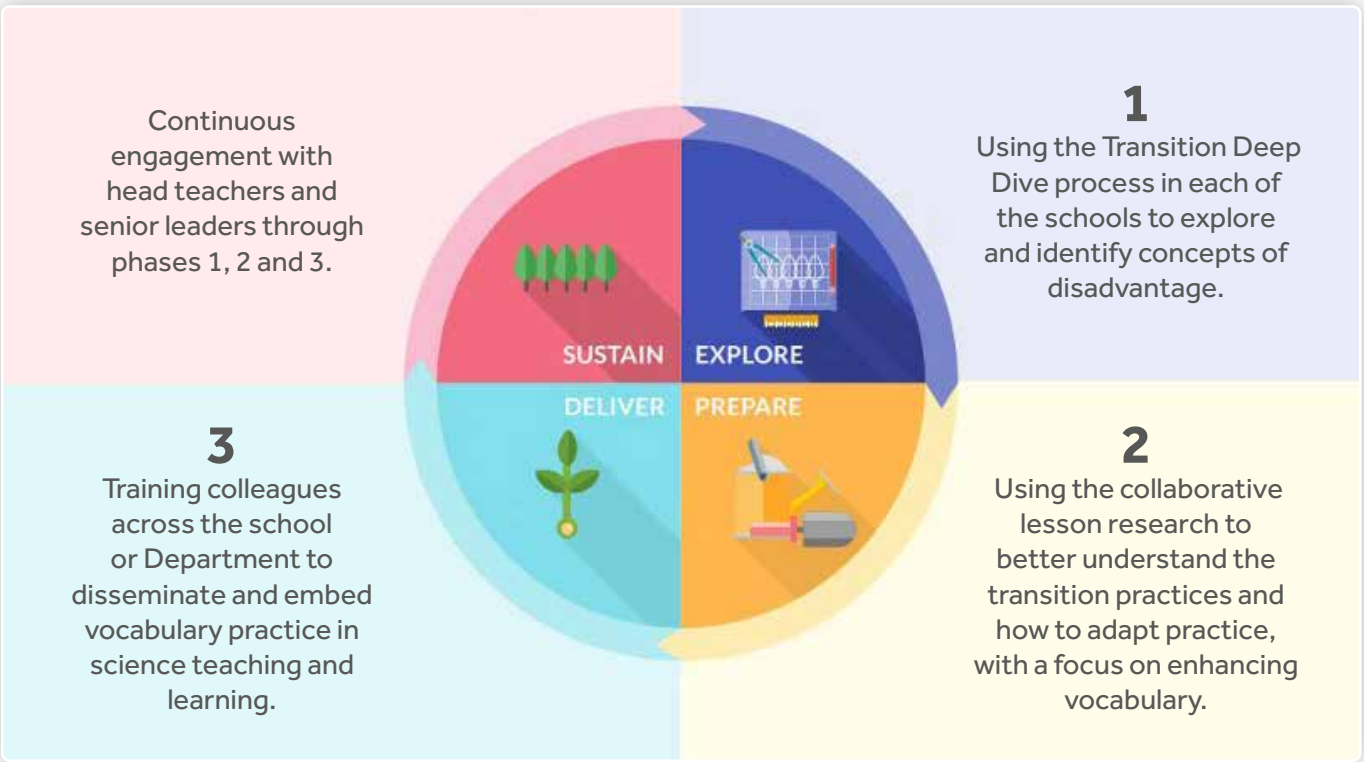 Continuous
engagement with
head teachers and
senior leaders through
phases 1, 2 and 3.
1
Using the Transition Deep
Dive process in each of
the schools to explore
and identify concepts of
disadvantage.
SUSTAIN
EXPLORE
DELIVER
PREPARE
3
Training colleagues
across the school
or Department to
disseminate and embed
vocabulary practice in
science teaching and
learning.
2
Using the collaborative
lesson research to
better understand the
transition practices and
how to adapt practice,
with a focus on enhancing
vocabulary.